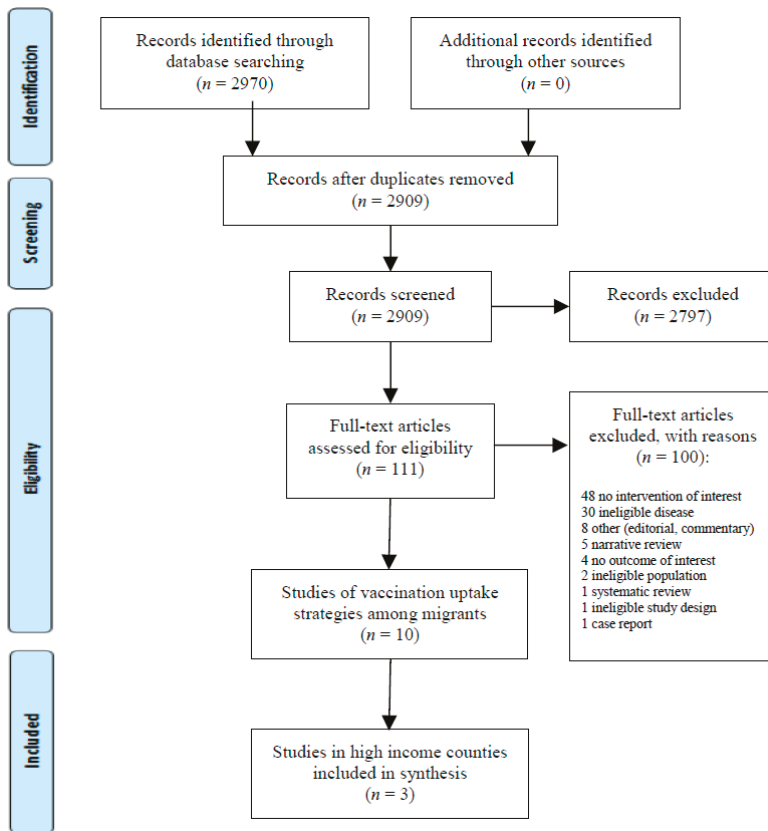 Identification
Records identified through
database searching
(n = 2970)
Additional records identified
through other sources
(n = 0)
Records after duplicates removed
(n = 2909)
Screening
Records screened
(n = 2909)
Records excluded
(n = 2797)
Eligibility
Full-text articles
assessed for eligibility
(n = 111)
Full-text articles
excluded, with reasons
(n = 100):
48 no intervention of interest
30 ineligible disease
8 other (editorial, commentary)
5 narrative review
4 no outcome of interest
2 ineligible population
1 systematic review
1 ineligible study design
1 case report
Studies of vaccination uptake
strategies among migrants
(n = 10)
Included
Studies in high income counties
included in synthesis
(n = 3)